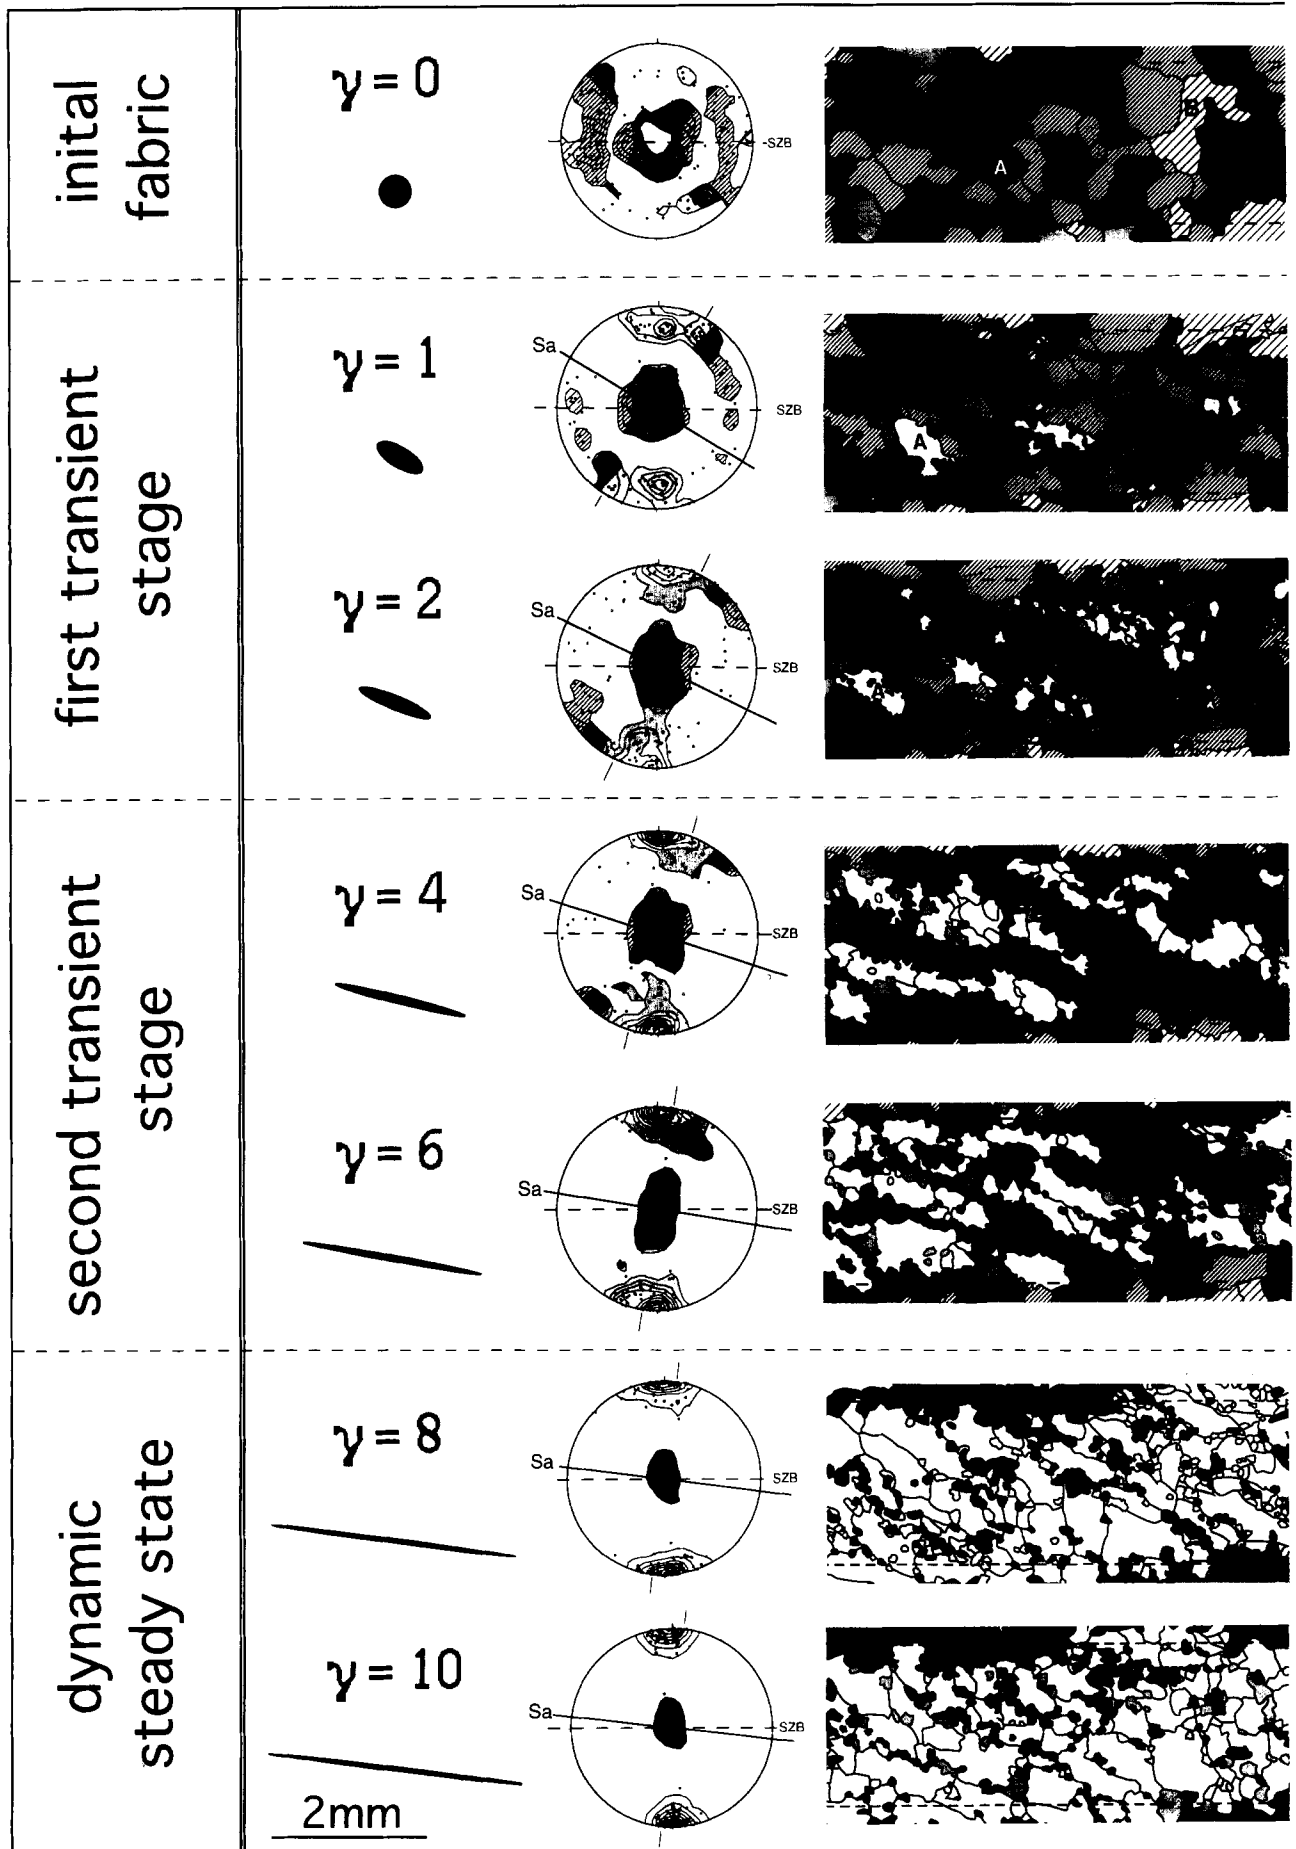 inital
fabric
γ = 0
SZB
A
B
first transient
stage
γ = 1
Sa
SZB
A
γ = 2
Sa
SZB
A
second transient
stage
γ = 4
Sa
SZB
γ = 6
Sa
SZB
dynamic
steady state
γ = 8
Sa
SZB
γ = 10
Sa
SZB
2mm